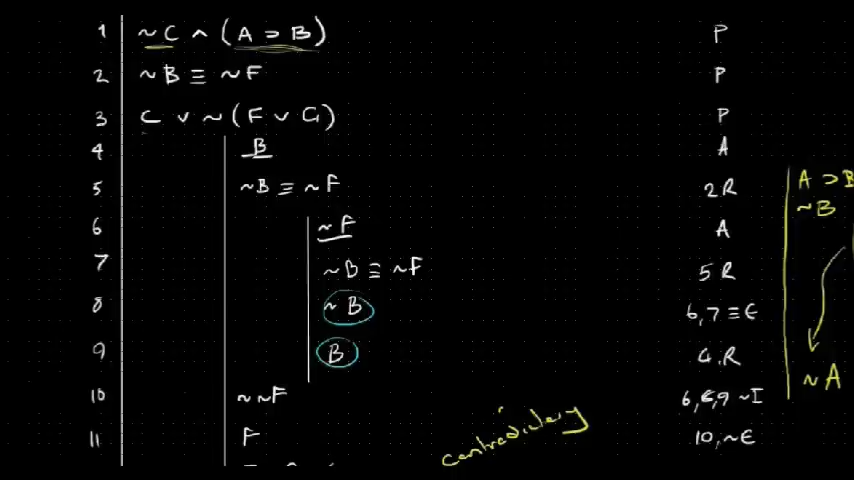 1 ~C ∧ (A ⊃ B) P
2 ~B ≡ ~F P
3 C ∨ ~(F ∨ G) P
4 B A
5 ~B ≡ ~F 2R
6 ~F A
7 ~B ≡ ~F 5R
8 ~B 6,7 ≡E
9 B 4.R
10 ~~F 6,8,9 ~I
11 F 10,~E
A ⊃ B
~B
~A
contradictory